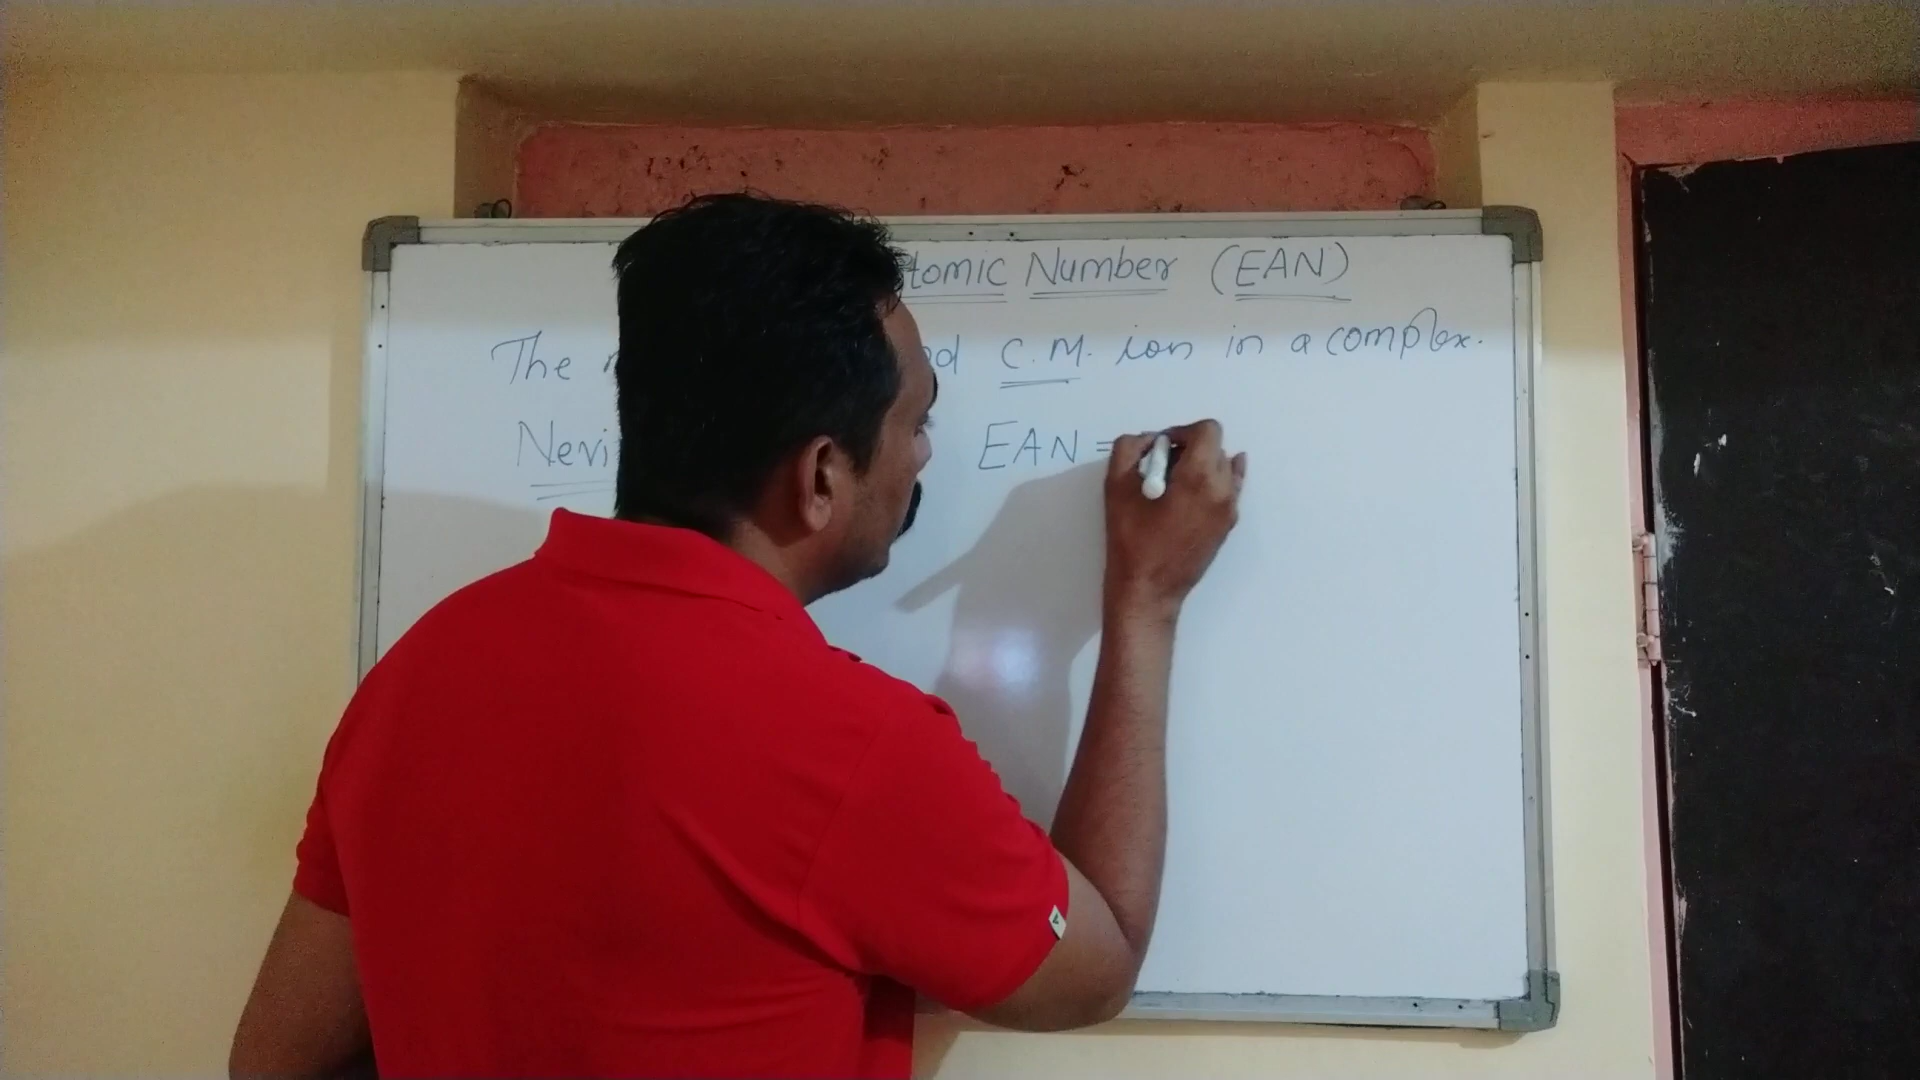 tomic Number (EAN)
The C.M. ion in a complex.
Nevi EAN =